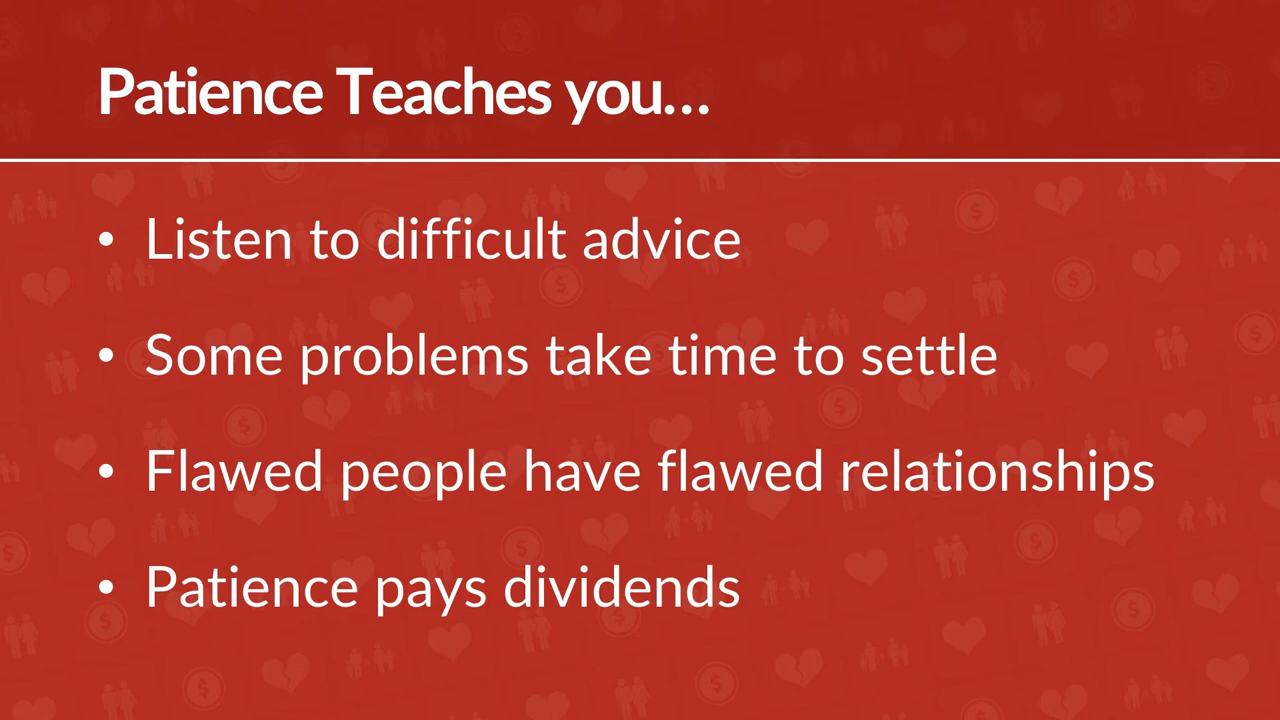 Patience Teaches you...
• Listen to difficult advice
• Some problems take time to settle
• Flawed people have flawed relationships
• Patience pays dividends